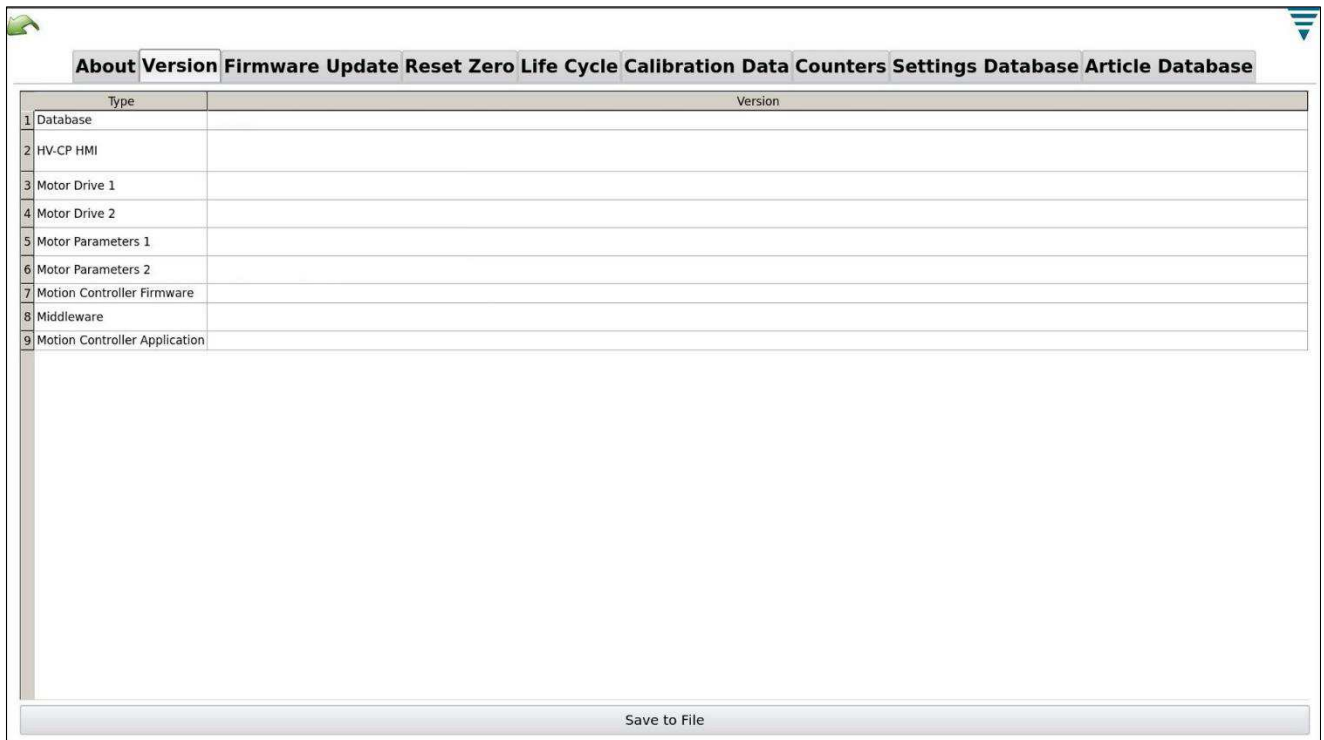 About Version Firmware Update Reset Zero Life Cycle Calibration Data Counters Settings Database Article Database
Type Version
1 Database
2 HV-CP HMI
3 Motor Drive 1
4 Motor Drive 2
5 Motor Parameters 1
6 Motor Parameters 2
7 Motion Controller Firmware
8 Middleware
9 Motion Controller Application
Save to File